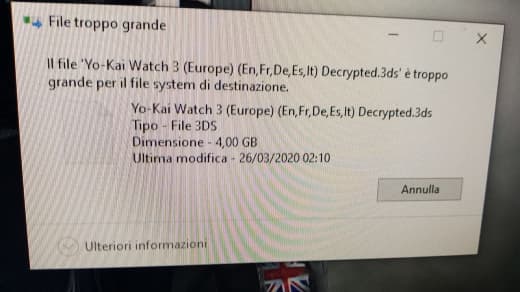 File troppo grande
Il file 'Yo-Kai Watch 3 (Europe) (En,Fr,De,Es,It) Decrypted.3ds' è troppo
grande per il file system di destinazione.
Yo-Kai Watch 3 (Europe) (En,Fr,De,Es,It) Decrypted.3ds
Tipo - File 3DS
Dimensione - 4,00 GB
Ultima modifica - 26/03/2020 02:10
Annulla
Ulteriori informazioni